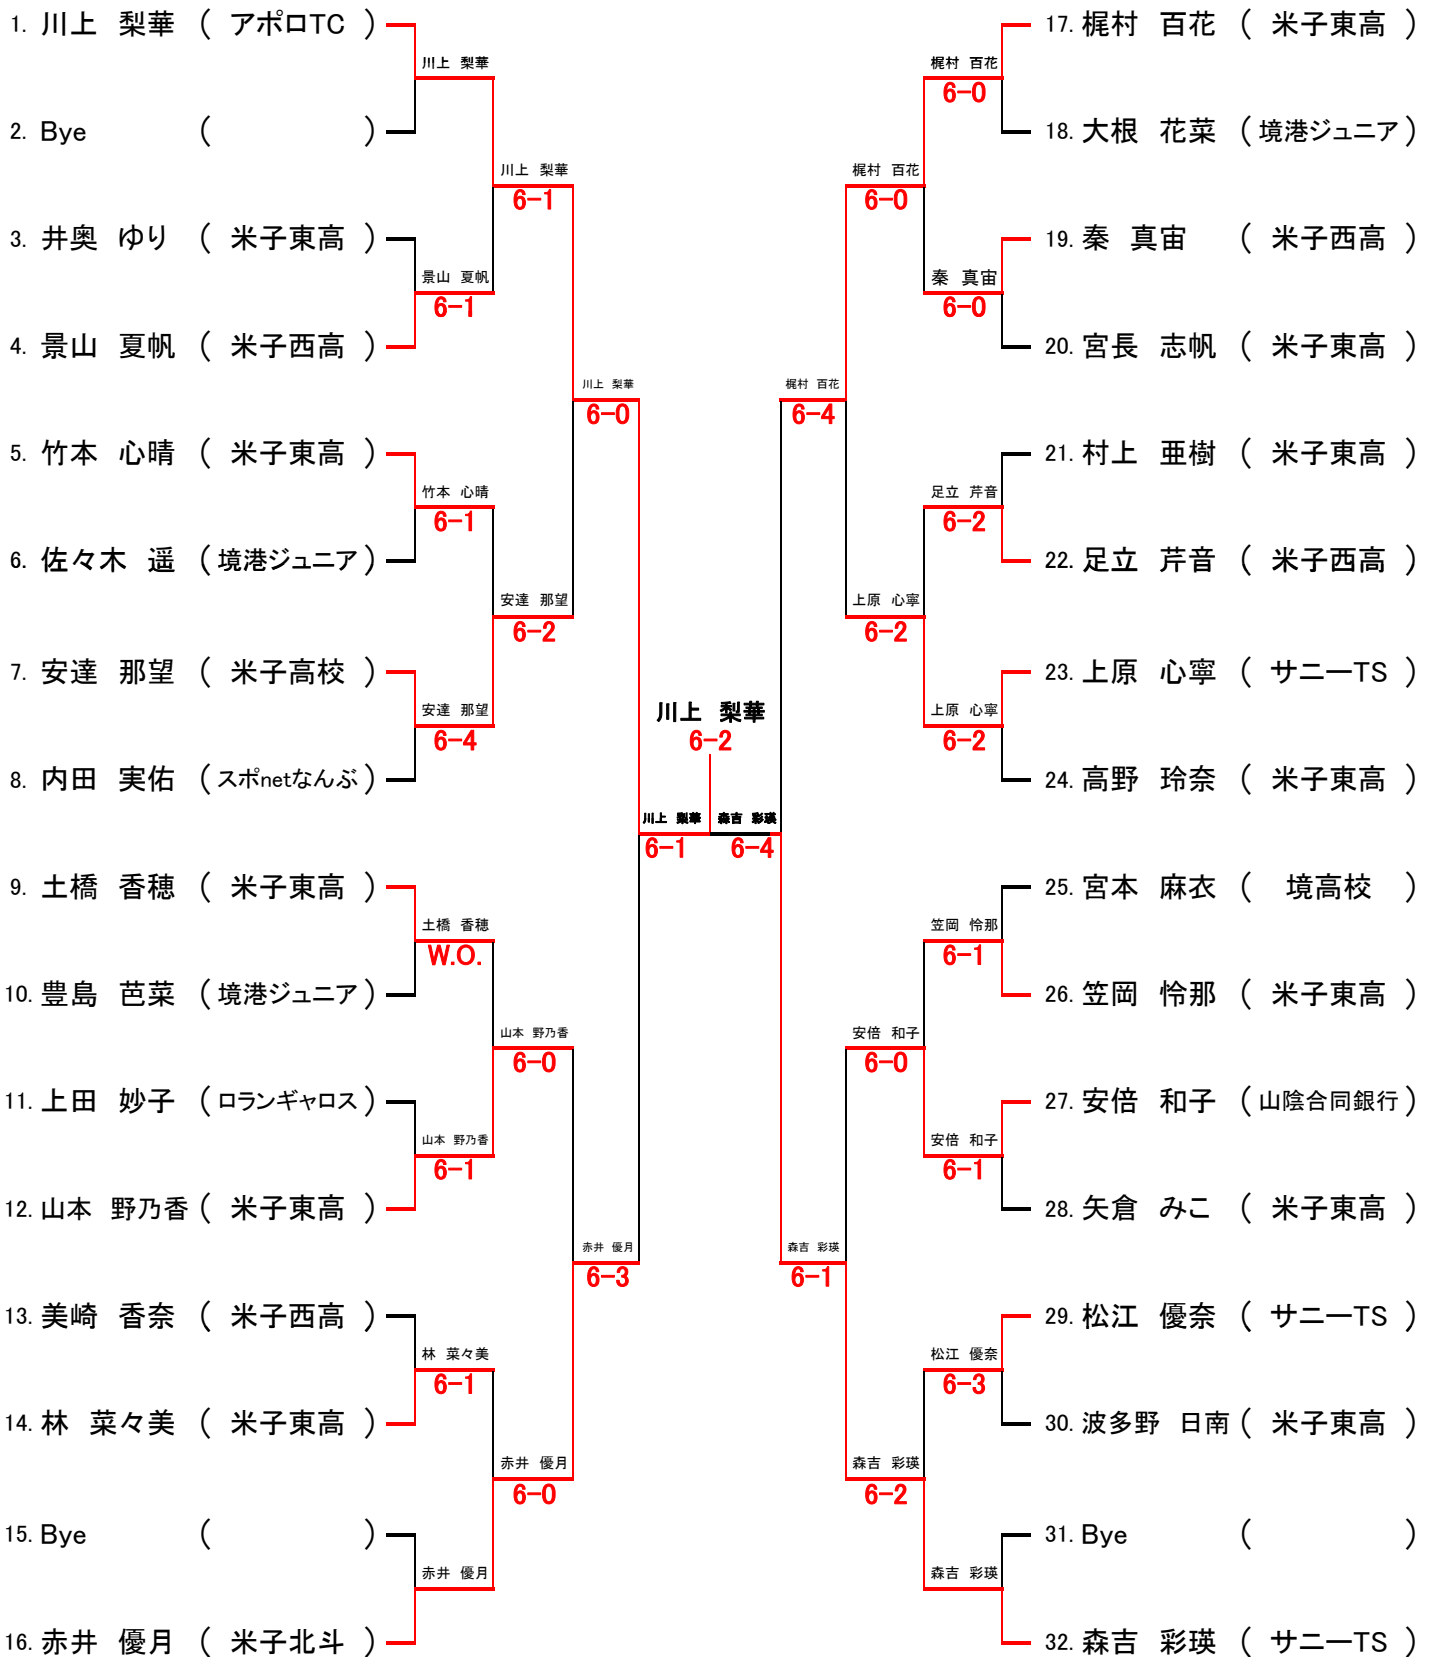 1. 川上 梨華 ( アポロTC )
川上 梨華
2. Bye ( )
川上 梨華
6-1
3. 井奥 ゆり ( 米子東高 )
景山 夏帆
6-1
4. 景山 夏帆 ( 米子西高 )
川上 梨華
6-0
5. 竹本 心晴 ( 米子東高 )
竹本 心晴
6-1
6. 佐々木 遥 ( 境港ジュニア )
安達 那望
6-2
7. 安達 那望 ( 米子高校 )
安達 那望
6-4
8. 内田 実佑 ( スポnetなんぶ )
川上 梨華
6-2
川上 梨華
6-1
森吉 彩瑛
6-4
9. 土橋 香穂 ( 米子東高 )
土橋 香穂
W.O.
10. 豊島 芭菜 ( 境港ジュニア )
山本 野乃香
6-0
11. 上田 妙子 ( ロランギャロス )
山本 野乃香
6-1
12. 山本 野乃香 ( 米子東高 )
赤井 優月
6-3
13. 美崎 香奈 ( 米子西高 )
林 菜々美
6-1
14. 林 菜々美 ( 米子東高 )
赤井 優月
6-0
15. Bye ( )
赤井 優月
16. 赤井 優月 ( 米子北斗 )
17. 梶村 百花 ( 米子東高 )
梶村 百花
6-0
18. 大根 花菜 ( 境港ジュニア )
梶村 百花
6-0
19. 秦 真宙 ( 米子西高 )
秦 真宙
6-0
20. 宮長 志帆 ( 米子東高 )
梶村 百花
6-4
21. 村上 亜樹 ( 米子東高 )
足立 芹音
6-2
22. 足立 芹音 ( 米子西高 )
上原 心寧
6-2
23. 上原 心寧 ( サニーTS )
上原 心寧
6-2
24. 高野 玲奈 ( 米子東高 )
25. 宮本 麻衣 ( 境高校 )
笠岡 怜那
6-1
26. 笠岡 怜那 ( 米子東高 )
安倍 和子
6-0
27. 安倍 和子 ( 山陰合同銀行 )
安倍 和子
6-1
28. 矢倉 みこ ( 米子東高 )
森吉 彩瑛
6-1
29. 松江 優奈 ( サニーTS )
松江 優奈
6-3
30. 波多野 日南 ( 米子東高 )
森吉 彩瑛
6-2
31. Bye ( )
森吉 彩瑛
32. 森吉 彩瑛 ( サニーTS )